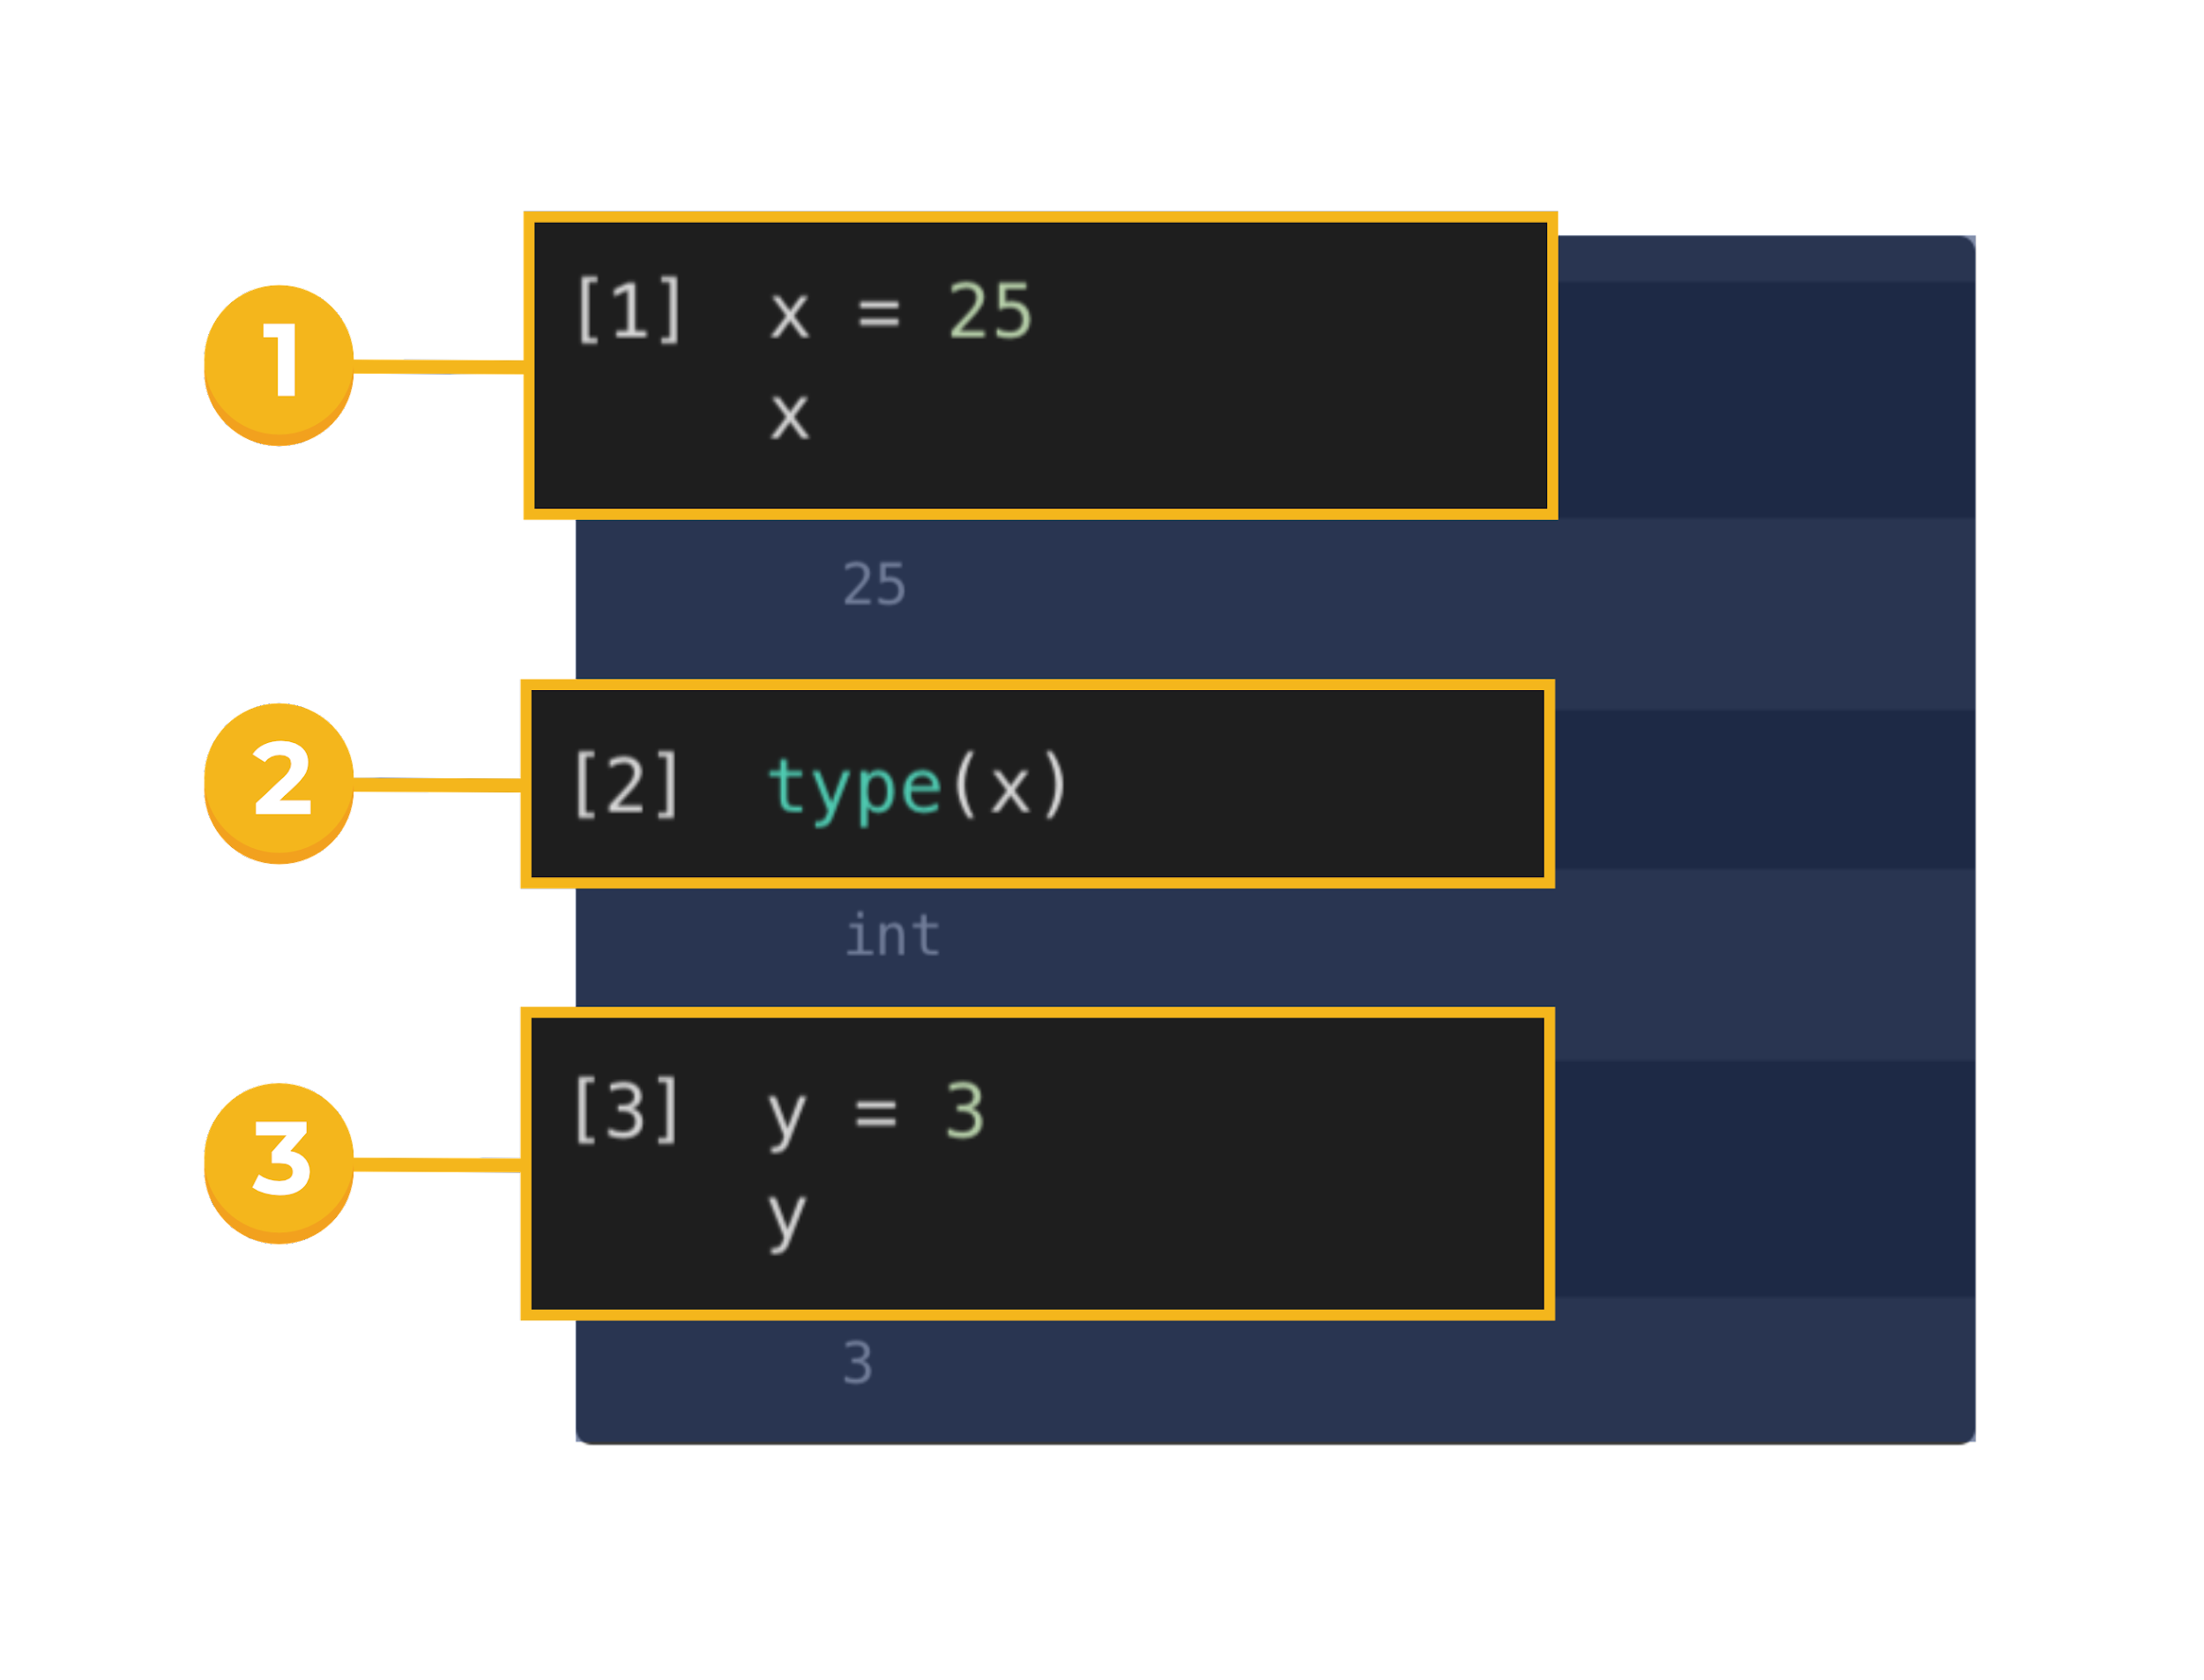 1
[1] x = 25
x
25
2
[2] type(x)
int
3
[3] y = 3
y
3